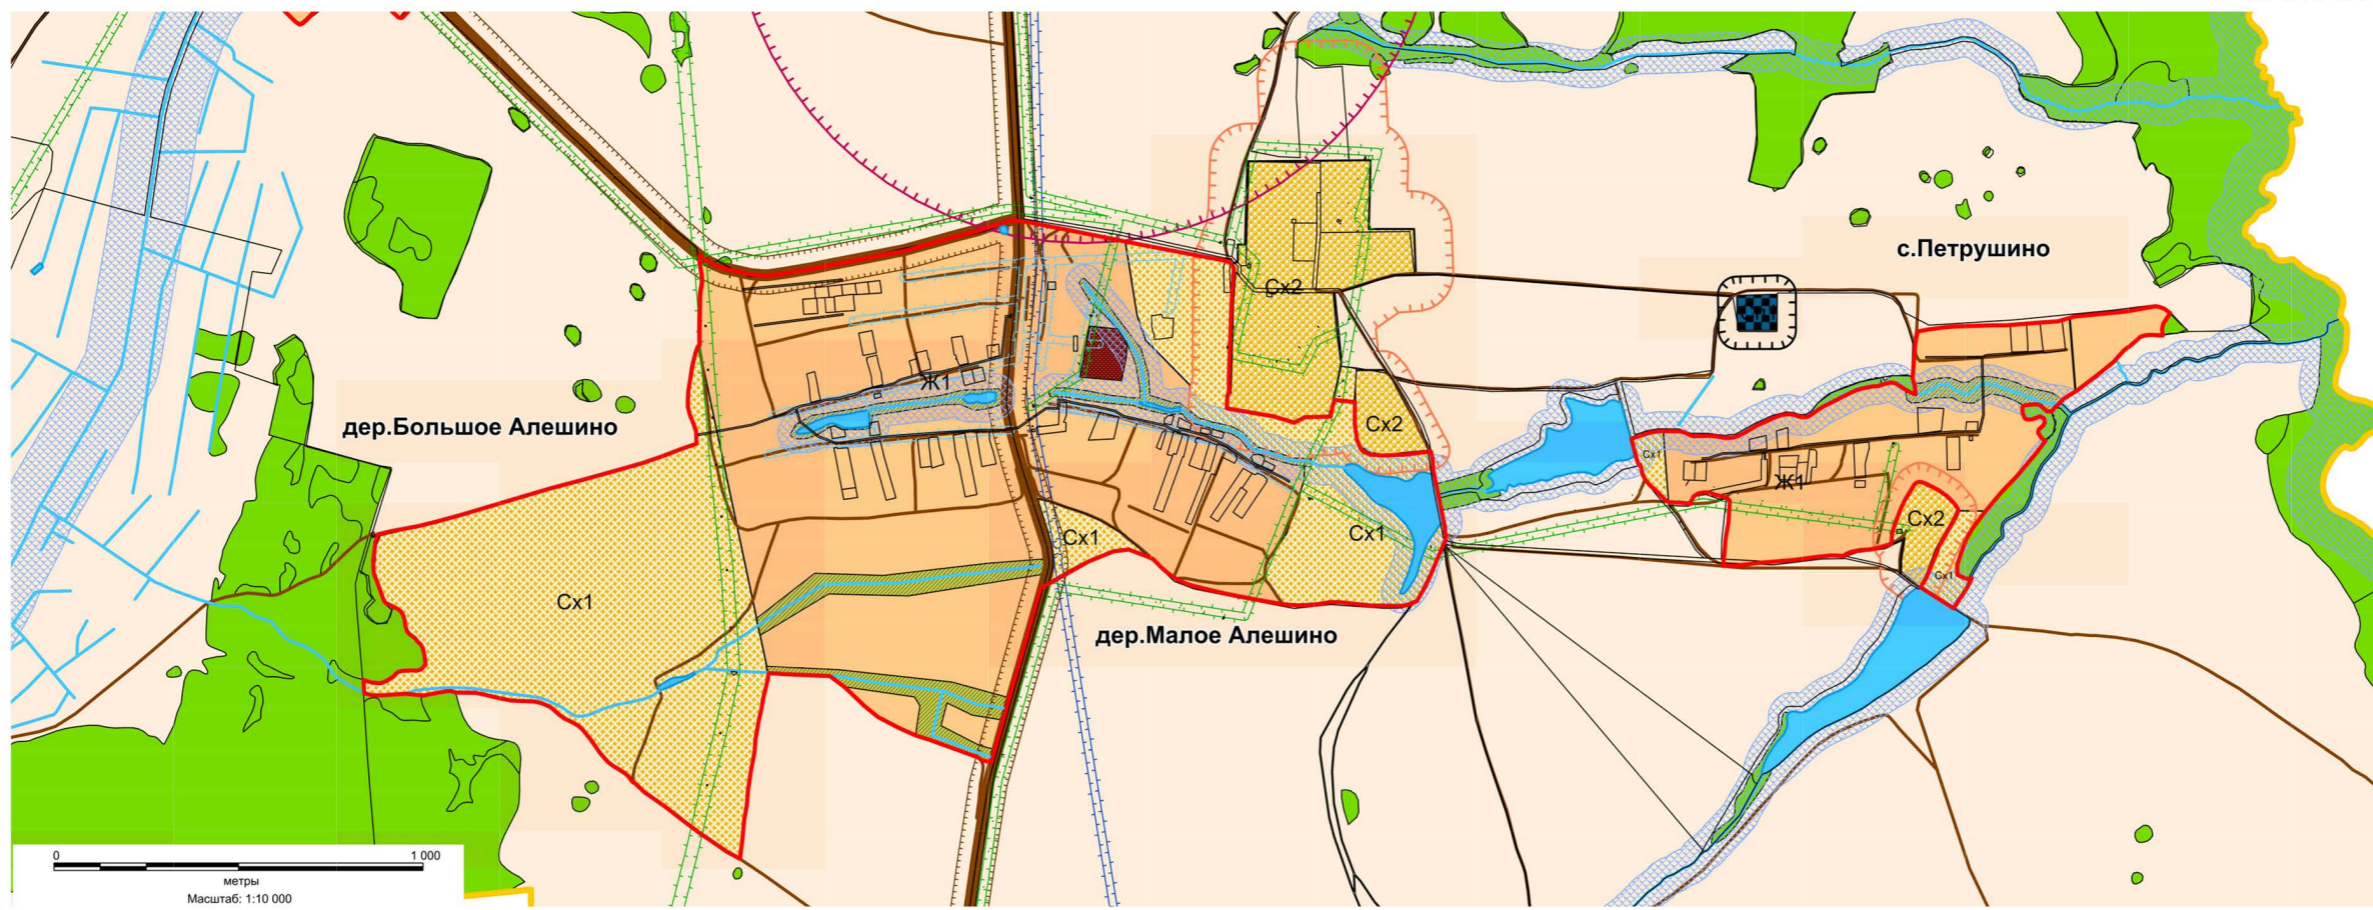 с.Петрушино
Сх2
Ж1
Сх2
дер.Большое Алешино
Сх1
Ж1
Сх2
Сх1
Сх1
Сх1
Сх1
дер.Малое Алешино
0 1 000
метры
Масштаб: 1:10 000